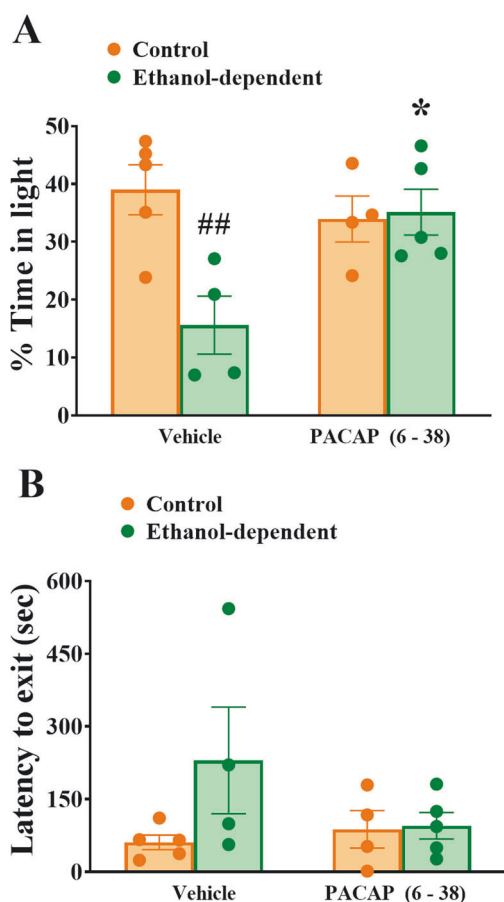 A
Control
Ethanol-dependent
% Time in light
50
40
30
20
10
0
##
*
Vehicle
PACAP (6 - 38)
B
Control
Ethanol-dependent
Latency to exit (sec)
600
450
300
150
0
Vehicle
PACAP (6 - 38)